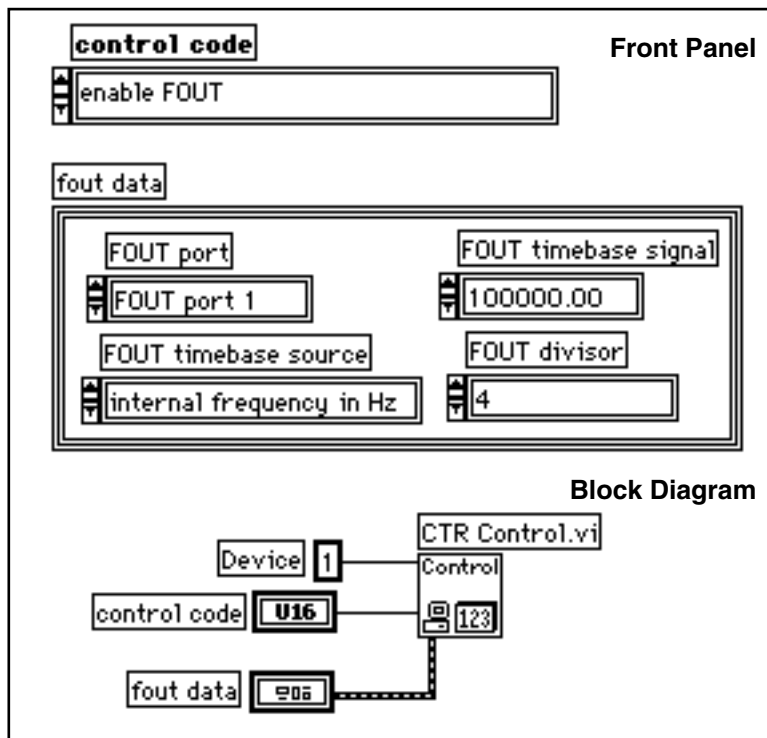 control code
Front Panel
enable FOUT
fout data
FOUT port
FOUT timebase signal
FOUT port 1
100000.00
FOUT timebase source
FOUT divisor
internal frequency in Hz
4
Block Diagram
CTR Control.vi
Device 1
Control
control code U16
123
fout data